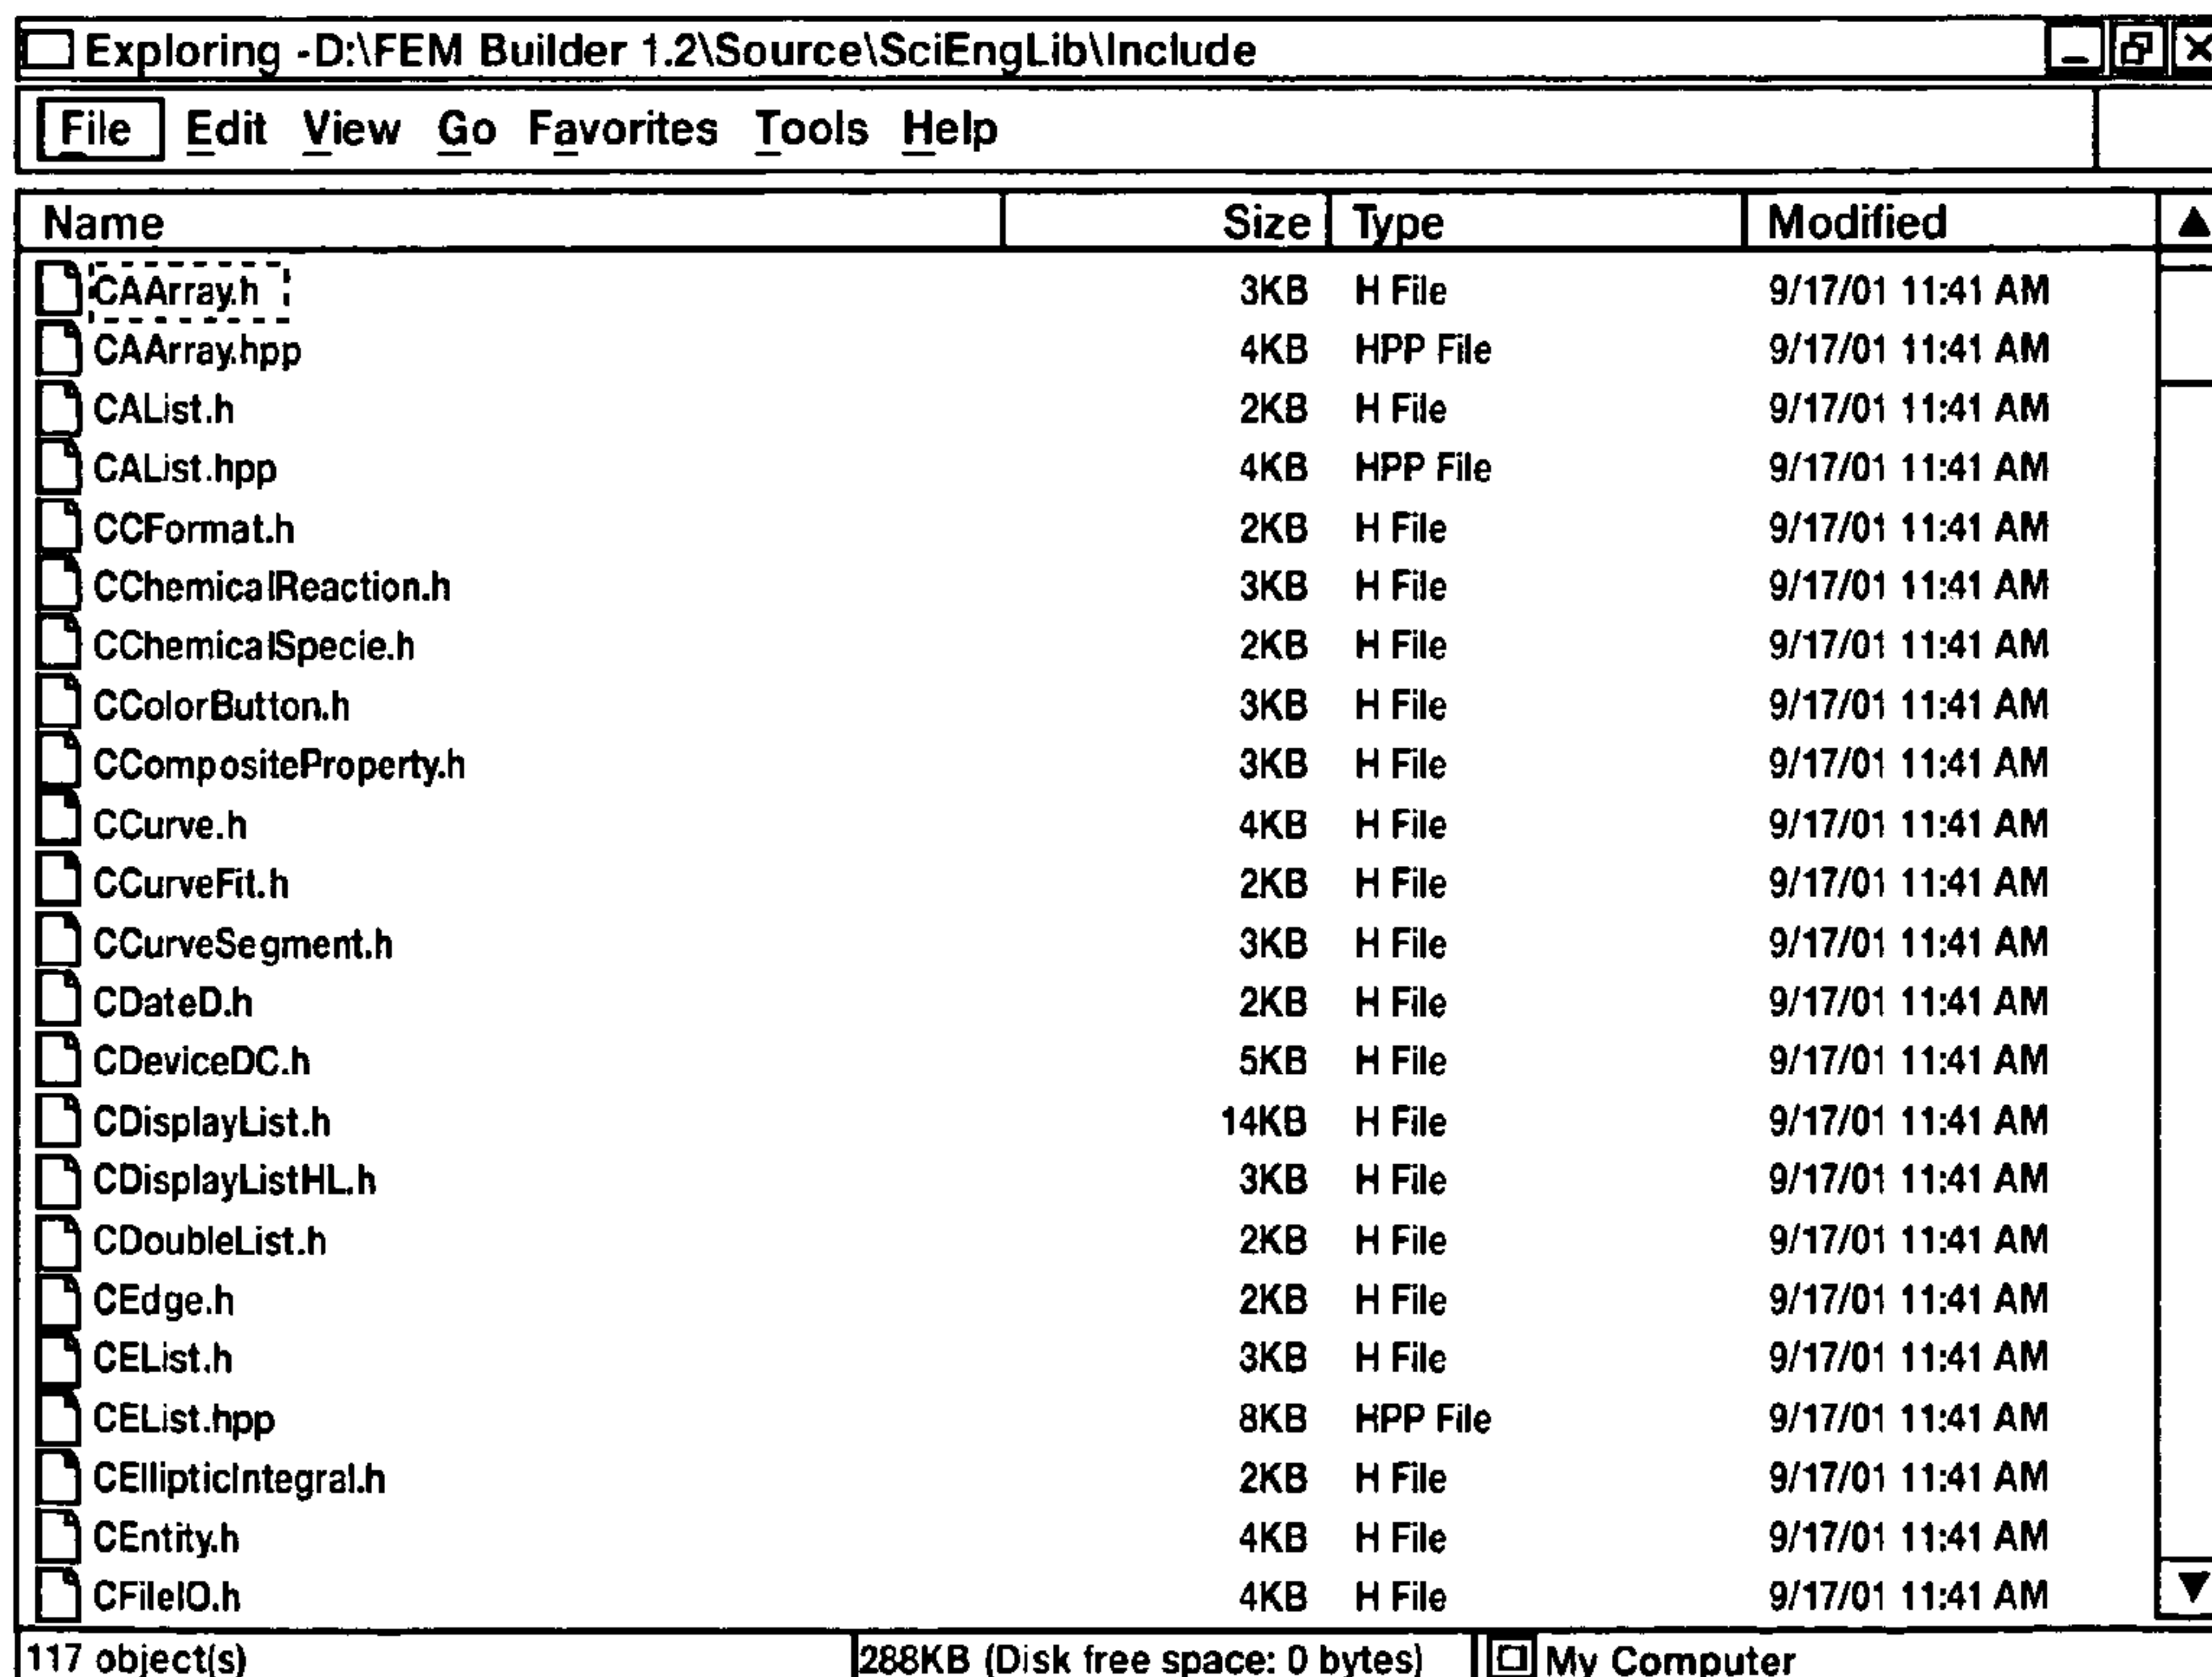 Exploring -D:\FEM Builder 1.2\Source\SciEngLib\Include
File Edit View Go Favorites Tools Help
Name Size Type Modified
CAArray.h 3KB H File 9/17/01 11:41 AM
CAArray.hpp 4KB HPP File 9/17/01 11:41 AM
CAList.h 2KB H File 9/17/01 11:41 AM
CAList.hpp 4KB HPP File 9/17/01 11:41 AM
CCFormat.h 2KB H File 9/17/01 11:41 AM
CChemicalReaction.h 3KB H File 9/17/01 11:41 AM
CChemicalSpecie.h 2KB H File 9/17/01 11:41 AM
CColorButton.h 3KB H File 9/17/01 11:41 AM
CCompositeProperty.h 3KB H File 9/17/01 11:41 AM
CCurve.h 4KB H File 9/17/01 11:41 AM
CCurveFit.h 2KB H File 9/17/01 11:41 AM
CCurveSegment.h 3KB H File 9/17/01 11:41 AM
CDateD.h 2KB H File 9/17/01 11:41 AM
CDeviceDC.h 5KB H File 9/17/01 11:41 AM
CDisplayList.h 14KB H File 9/17/01 11:41 AM
CDisplayListHL.h 3KB H File 9/17/01 11:41 AM
CDoubleList.h 2KB H File 9/17/01 11:41 AM
CEdge.h 2KB H File 9/17/01 11:41 AM
CEList.h 3KB H File 9/17/01 11:41 AM
CEList.hpp 8KB HPP File 9/17/01 11:41 AM
CEllipticIntegral.h 2KB H File 9/17/01 11:41 AM
CEntity.h 4KB H File 9/17/01 11:41 AM
CFileIO.h 4KB H File 9/17/01 11:41 AM
117 object(s) 288KB (Disk free space: 0 bytes) My Computer